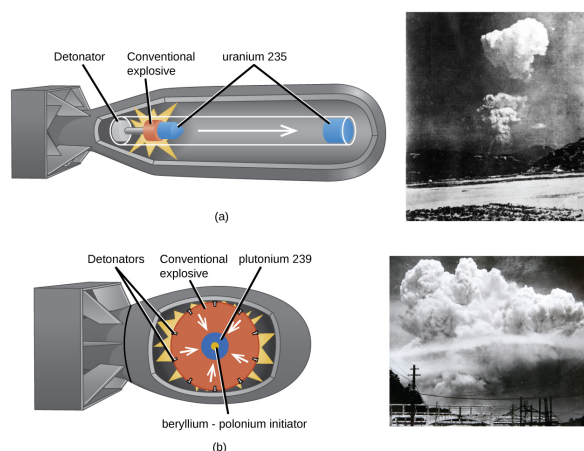 Detonator
Conventional
explosive
uranium 235
(a)
Detonators
Conventional
explosive
plutonium 239
beryllium - polonium initiator
(b)